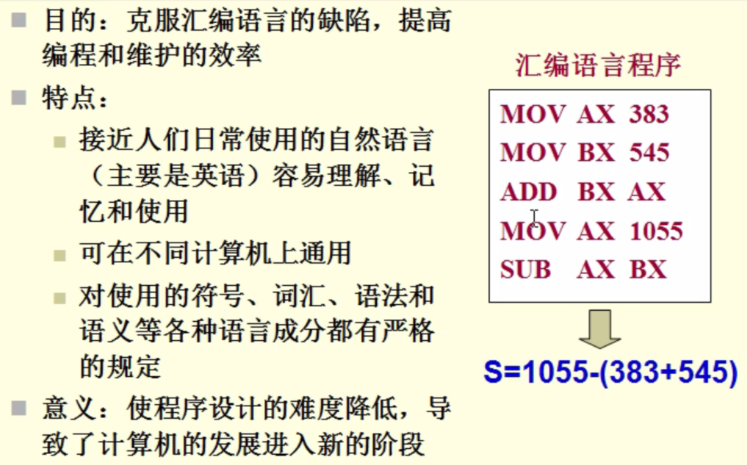 目的：克服汇编语言的缺陷，提高
编程和维护的效率
特点：
接近人们日常使用的自然语言
（主要是英语）容易理解、记
忆和使用
可在不同计算机上通用
对使用的符号、词汇、语法和
语义等各种语言成分都有严格
的规定
意义：使程序设计的难度降低，导
致了计算机的发展进入新的阶段
汇编语言程序
MOV AX 383
MOV BX 545
ADD BX AX
MOV AX 1055
SUB AX BX
S=1055-(383+545)